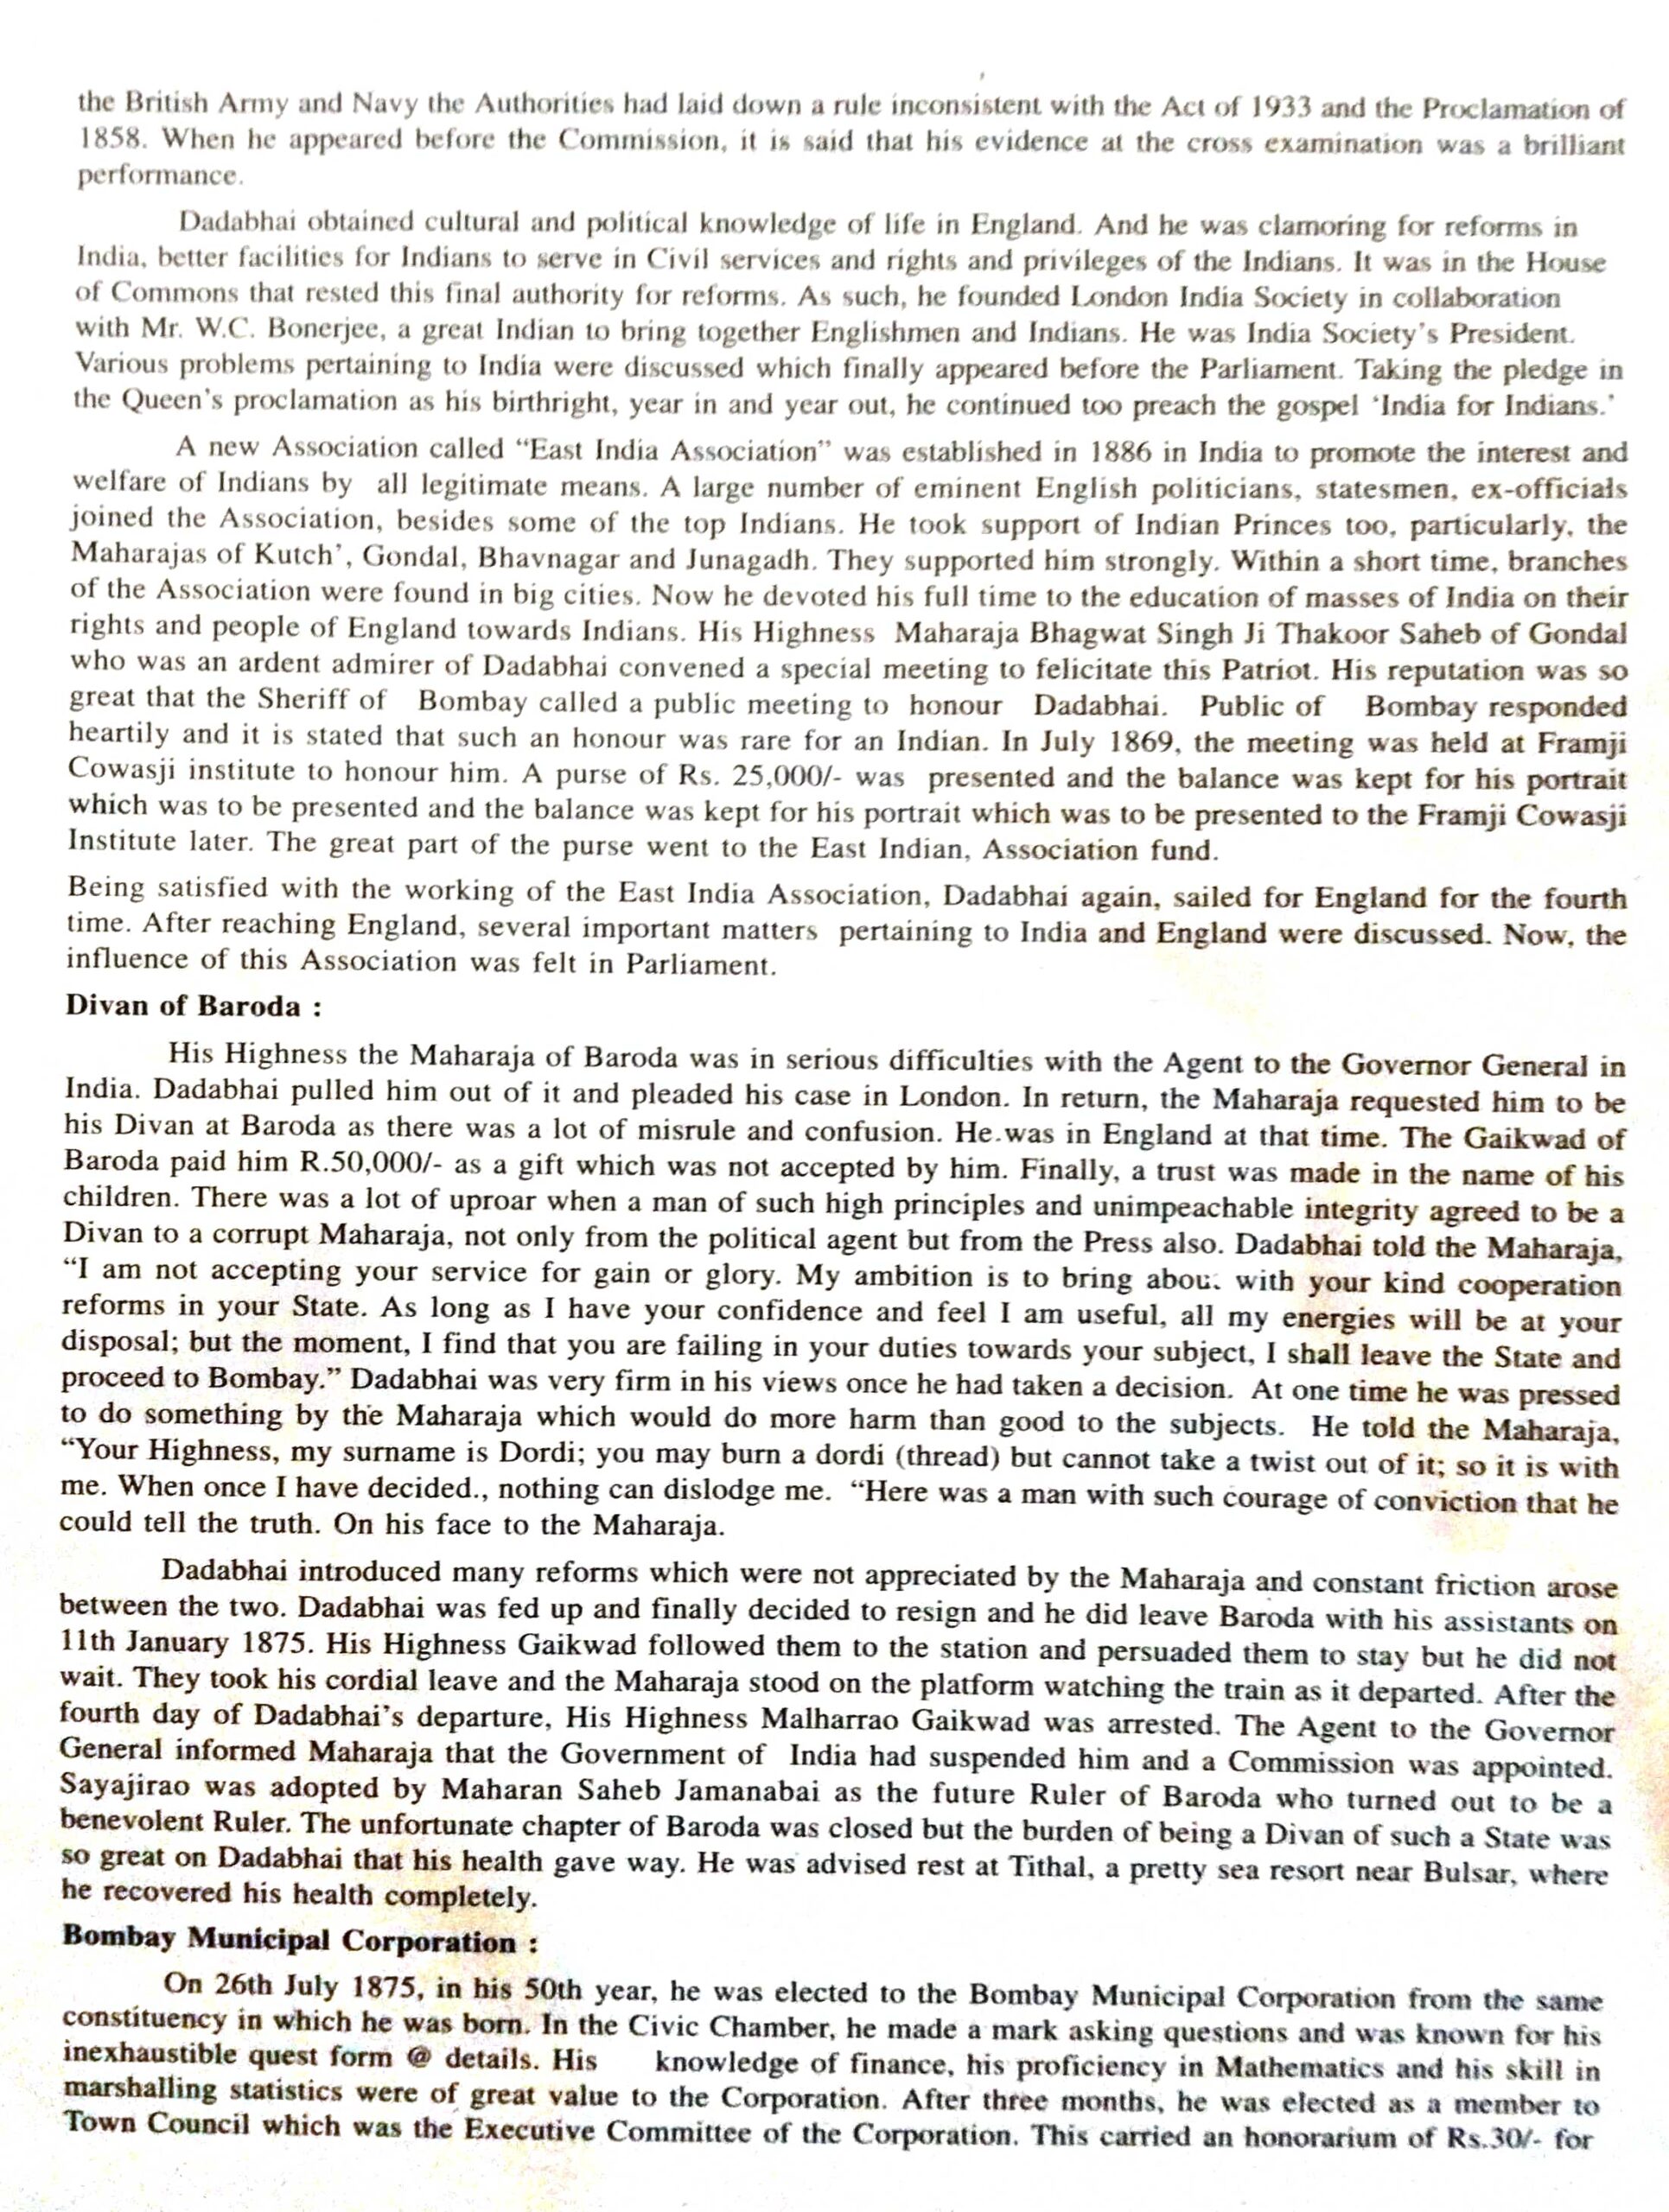 the British Army and Navy the Authorities had laid down a rule inconsistent with the Act of 1933 and the Proclamation of
1858. When he appeared before the Commission, it is said that his evidence at the cross examination was a brilliant
performance.
Dadabhai obtained cultural and political knowledge of life in England. And he was clamoring for reforms in
India, better facilities for Indians to serve in Civil services and rights and privileges of the Indians. It was in the House
of Commons that rested this final authority for reforms. As such, he founded London India Society in collaboration
with Mr. W.C. Bonerjee, a great Indian to bring together Englishmen and Indians. He was India Society's President.
Various problems pertaining to India were discussed which finally appeared before the Parliament. Taking the pledge in
the Queen's proclamation as his birthright, year in and year out, he continued too preach the gospel 'India for Indians.'
A new Association called "East India Association" was established in 1886 in India to promote the interest and
welfare of Indians by all legitimate means. A large number of eminent English politicians, statesmen, ex-officials
joined the Association, besides some of the top Indians. He took support of Indian Princes too, particularly, the
Maharajas of Kutch', Gondal, Bhavnagar and Junagadh. They supported him strongly. Within a short time, branches
of the Association were found in big cities. Now he devoted his full time to the education of masses of India on their
rights and people of England towards Indians. His Highness Maharaja Bhagwat Singh Ji Thakoor Saheb of Gondal
who was an ardent admirer of Dadabhai convened a special meeting to felicitate this Patriot. His reputation was so
great that the Sheriff of Bombay called a public meeting to honour Dadabhai. Public of Bombay responded
heartily and it is stated that such an honour was rare for an Indian. In July 1869, the meeting was held at Framji
Cowasji institute to honour him. A purse of Rs. 25,000/- was presented and the balance was kept for his portrait
which was to be presented and the balance was kept for his portrait which was to be presented to the Framji Cowasji
Institute later. The great part of the purse went to the East Indian, Association fund.
Being satisfied with the working of the East India Association, Dadabhai again, sailed for England for the fourth
time. After reaching England, several important matters pertaining to India and England were discussed. Now, the
influence of this Association was felt in Parliament.
Divan of Baroda :
His Highness the Maharaja of Baroda was in serious difficulties with the Agent to the Governor General in
India. Dadabhai pulled him out of it and pleaded his case in London. In return, the Maharaja requested him to be
his Divan at Baroda as there was a lot of misrule and confusion. He.was in England at that time. The Gaikwad of
Baroda paid him R.50,000/- as a gift which was not accepted by him. Finally, a trust was made in the name of his
children. There was a lot of uproar when a man of such high principles and unimpeachable integrity agreed to be a
Divan to a corrupt Maharaja, not only from the political agent but from the Press also. Dadabhai told the Maharaja,
"I am not accepting your service for gain or glory. My ambition is to bring abou. with your kind cooperation
reforms in your State. As long as I have your confidence and feel I am useful, all my energies will be at your
disposal; but the moment, I find that you are failing in your duties towards your subject, I shall leave the State and
proceed to Bombay." Dadabhai was very firm in his views once he had taken a decision. At one time he was pressed
to do something by the Maharaja which would do more harm than good to the subjects. He told the Maharaja,
"Your Highness, my surname is Dordi; you may burn a dordi (thread) but cannot take a twist out of it; so it is with
me. When once I have decided., nothing can dislodge me. "Here was a man with such courage of conviction that he
could tell the truth. On his face to the Maharaja.
Dadabhai introduced many reforms which were not appreciated by the Maharaja and constant friction arose
between the two. Dadabhai was fed up and finally decided to resign and he did leave Baroda with his assistants on
11th January 1875. His Highness Gaikwad followed them to the station and persuaded them to stay but he did not
wait. They took his cordial leave and the Maharaja stood on the platform watching the train as it departed. After the
fourth day of Dadabhai's departure, His Highness Malharrao Gaikwad was arrested. The Agent to the Governor
General informed Maharaja that the Government of India had suspended him and a Commission was appointed.
Sayajirao was adopted by Maharan Saheb Jamanabai as the future Ruler of Baroda who turned out to be a
benevolent Ruler. The unfortunate chapter of Baroda was closed but the burden of being a Divan of such a State was
so great on Dadabhai that his health gave way. He was advised rest at Tithal, a pretty sea resort near Bulsar, where
he recovered his health completely.
Bombay Municipal Corporation :
On 26th July 1875, in his 50th year, he was elected to the Bombay Municipal Corporation from the same
constituency in which he was born. In the Civic Chamber, he made a mark asking questions and was known for his
inexhaustible quest form @ details. His knowledge of finance, his proficiency in Mathematics and his skill in
marshalling statistics were of great value to the Corporation. After three months, he was elected as a member to
Town Council which was the Executive Committee of the Corporation. This carried an honorarium of Rs.30/- for